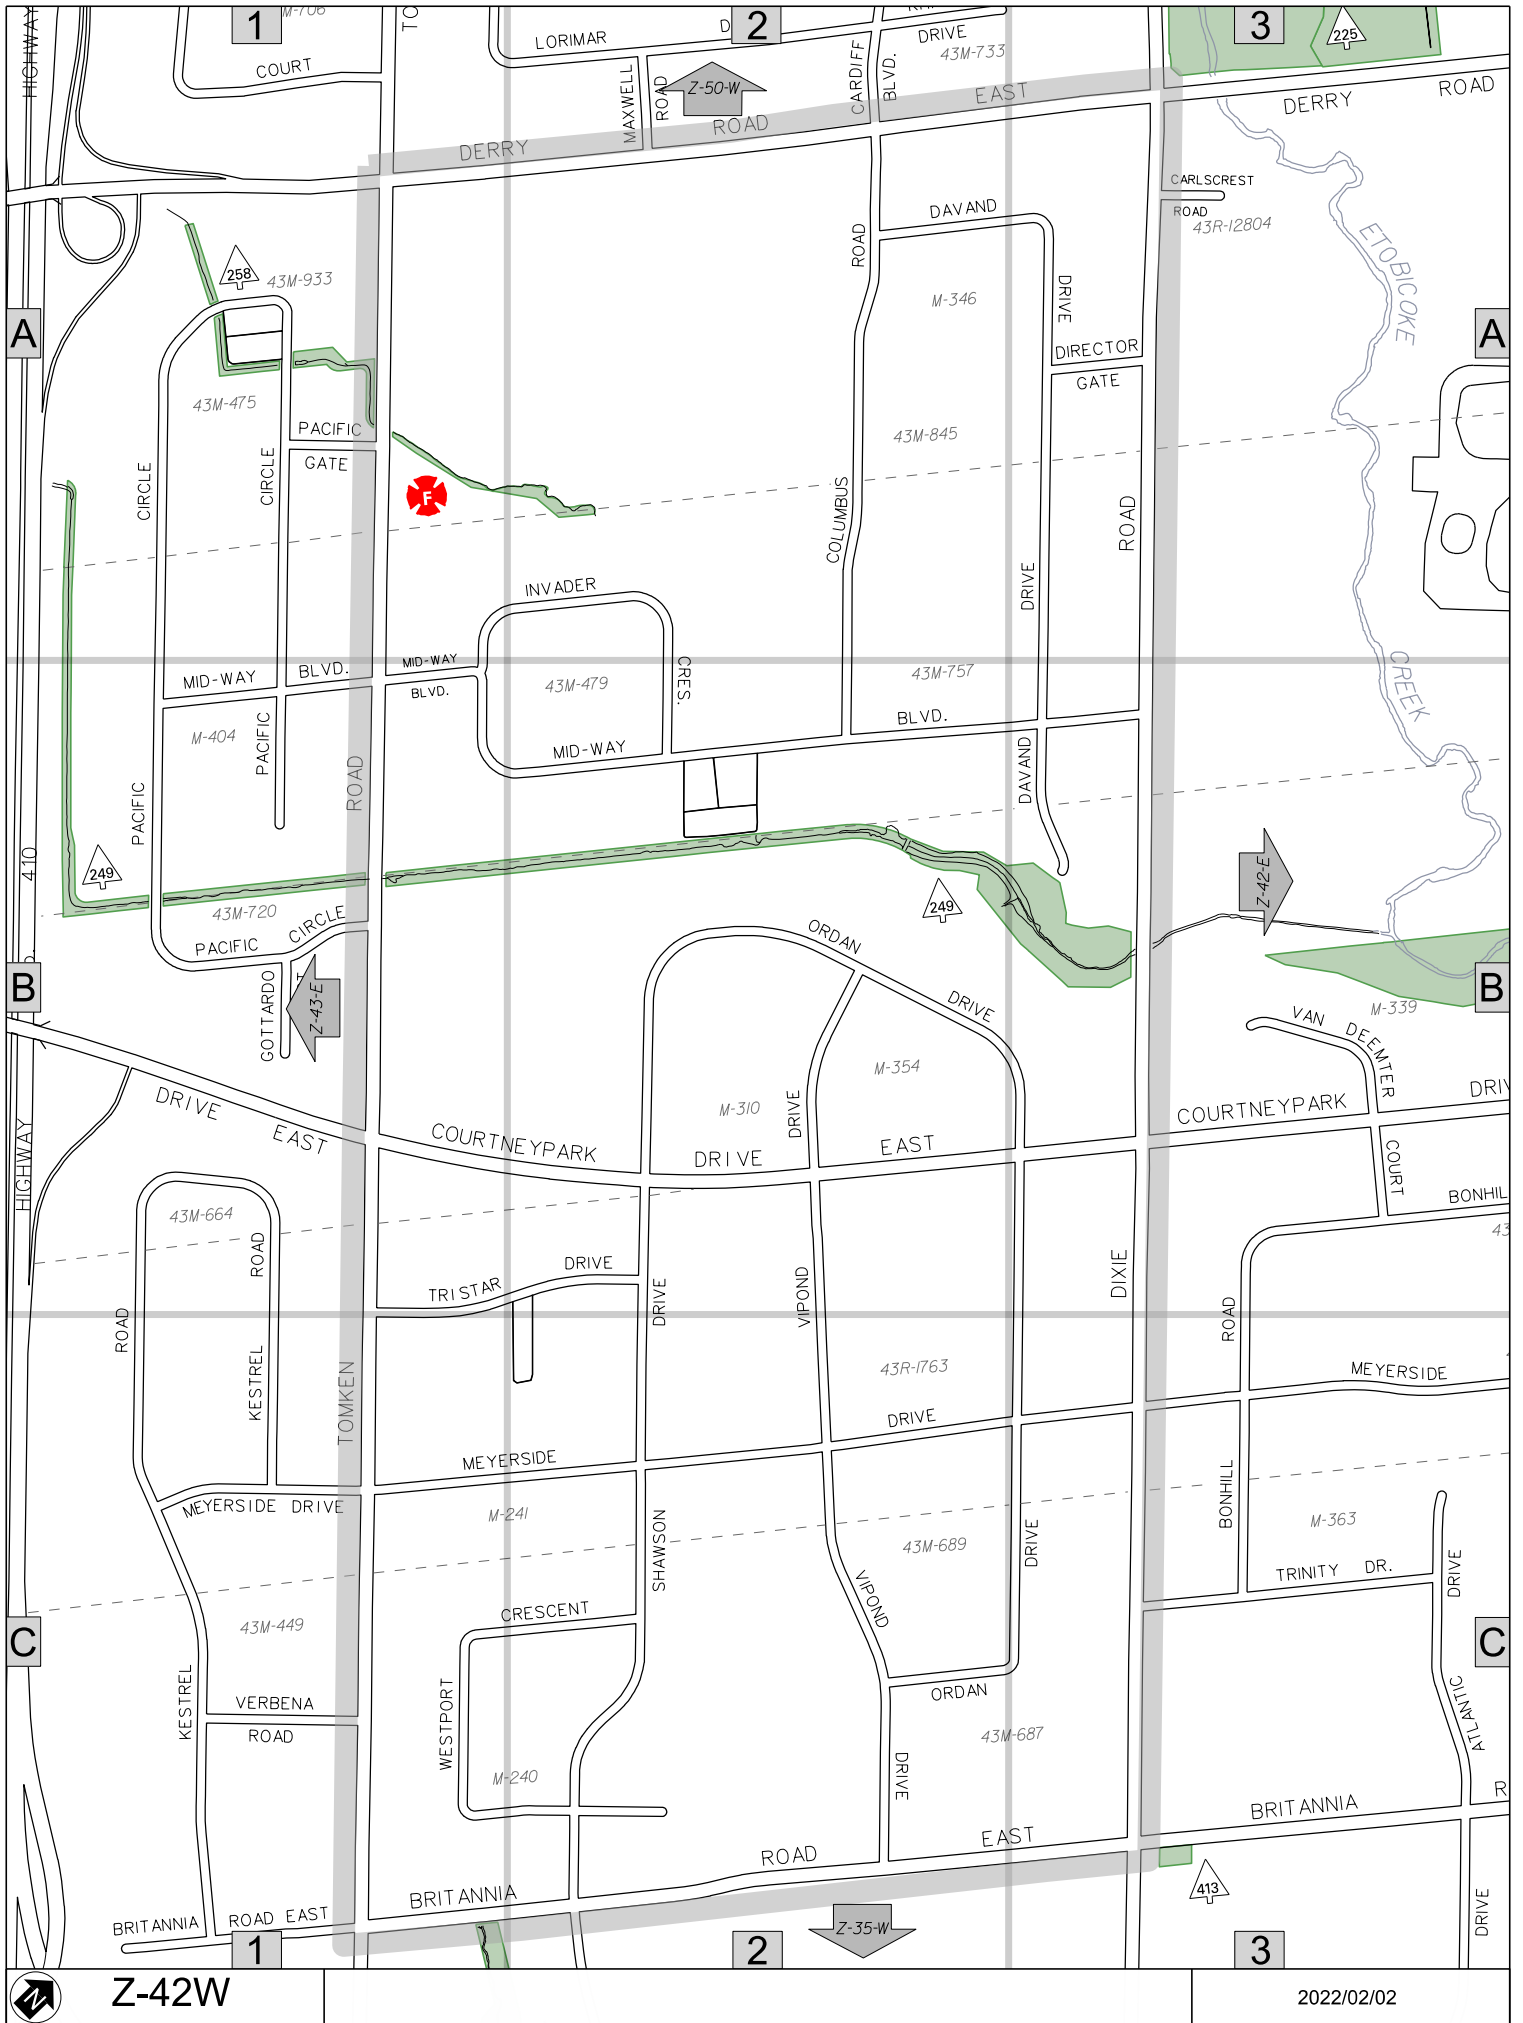 1
2
3
HIGHWAY
M-706
TO
COURT
LORIMAR
DRIVE
MAXWELL
ROAD
CARDIFF
BLVD.
43M-733
225
Z-50-W
DERRY
ROAD
EAST
DERRY
ROAD
CARLSCREST
ROAD
43R-12804
ETOBICOKE
CREEK
DAVAND
DRIVE
ROAD
258
43M-933
M-346
A
A
DIRECTOR
GATE
43M-475
PACIFIC
GATE
CIRCLE
CIRCLE
43M-845
F
COLUMBUS
ROAD
DRIVE
INVADER
CRES.
MID-WAY
BLVD.
MID-WAY
BLVD.
43M-479
43M-757
BLVD.
M-404
PACIFIC
MID-WAY
DAVAND
ROAD
PACIFIC
410
249
249
Z-42-E
43M-720
PACIFIC
CIRCLE
ORDAN
DRIVE
B
B
GOTTARDO
Z-43-E
M-339
VAN
DEEMTER
COURT
M-354
M-310
DRIVE
DRIVE
EAST
COURTNEYPARK
DRIVE
EAST
COURTNEYPARK
DRIV
HIGHWAY
BONHIL
43M-664
ROAD
ROAD
KESTREL
TRISTAR
DRIVE
DRIVE
VIPOND
DIXIE
ROAD
TOMKEN
43R-1763
MEYERSIDE
DRIVE
MEYERSIDE
MEYERSIDE DRIVE
M-241
SHAWSON
43M-689
DRIVE
BONHILL
M-363
TRINITY
DR.
DRIVE
VIPOND
CRESCENT
43M-449
C
C
KESTREL
VERBENA
ROAD
WESTPORT
M-240
ORDAN
43M-687
DRIVE
ATLANTIC
BRITANNIA
R
ROAD
EAST
BRITANNIA
BRITANNIA
ROAD EAST
413
DRIVE
Z-35-W
1
2
3
N
Z-42W
2022/02/02